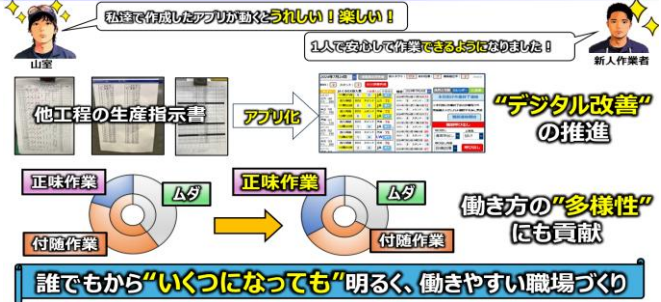 私達で作成したアプリが動くとうれしい!楽しい!
山室
1人で安心して作業できるようになりました!
新人作業者
他工程の生産指示書
アプリ化
“デジタル改善“
の推進
正味作業
ムダ
付随作業
正味作業
ムダ
付随作業
働き方の”多様性”
にも貢献
誰でもから“いくつになっても”明るく、働きやすい職場づくり